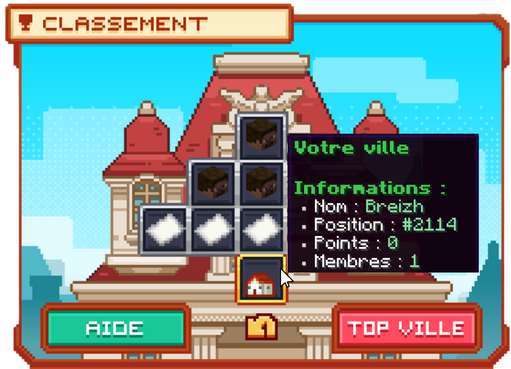 CLASSEMENT
Votre ville
Informations :
• Nom : Breizh
• Position : #2114
• Points : 0
• Membres : 1
AIDE
TOP VILLE